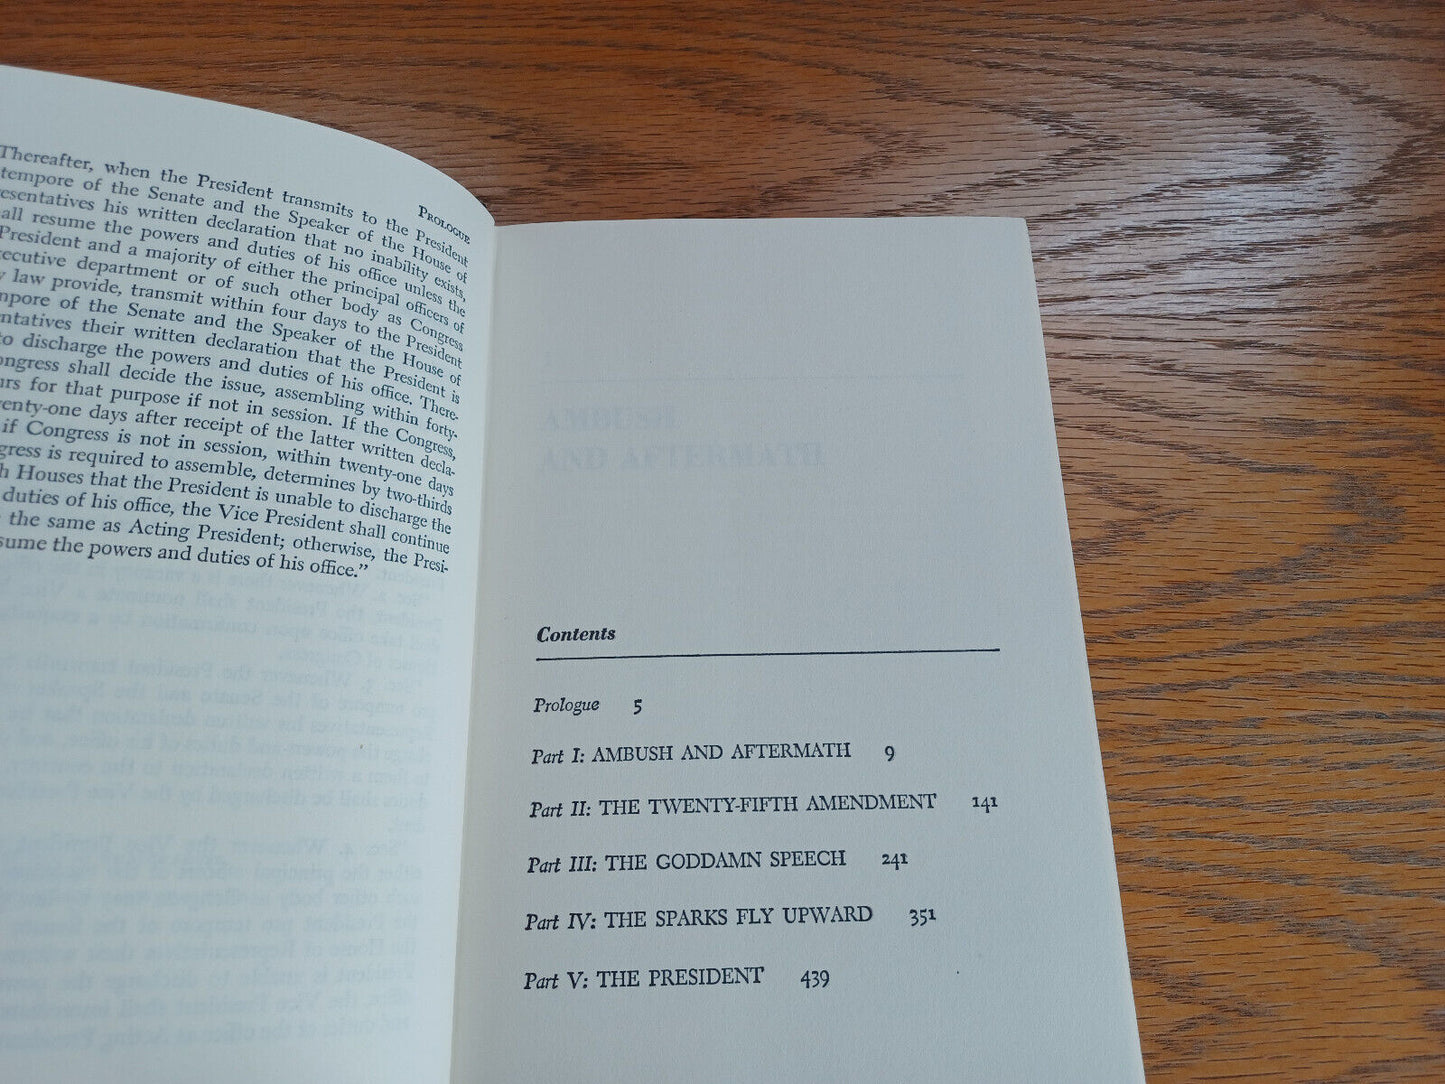 PROLOGUE
Thereafter, when the President transmits to the President
tempore of the Senate and the Speaker of the House of
esentatives his written declaration that no inability exists,
all resume the powers and duties of his office unless the
President and a majority of either the principal officers of
ecutive department or of such other body as Congress
y law provide, transmit within four days to the President
mpore of the Senate and the Speaker of the House of
entatives their written declaration that the President is
to discharge the powers and duties of his office. There-
ongress shall decide the issue, assembling within forty-
urs for that purpose if not in session. If the Congress,
enty-one days after receipt of the latter written decla-
if Congress is not in session, within twenty-one days
gress is required to assemble, determines by two-thirds
h Houses that the President is unable to discharge the
duties of his office, the Vice President shall continue
the same as Acting President; otherwise, the Presi-
sume the powers and duties of his office.”
AMBUSH
AND AFTERMATH
Contents
Prologue 5
Part I: AMBUSH AND AFTERMATH 9
Part II: THE TWENTY-FIFTH AMENDMENT 141
Part III: THE GODDAMN SPEECH 241
Part IV: THE SPARKS FLY UPWARD 351
Part V: THE PRESIDENT 439